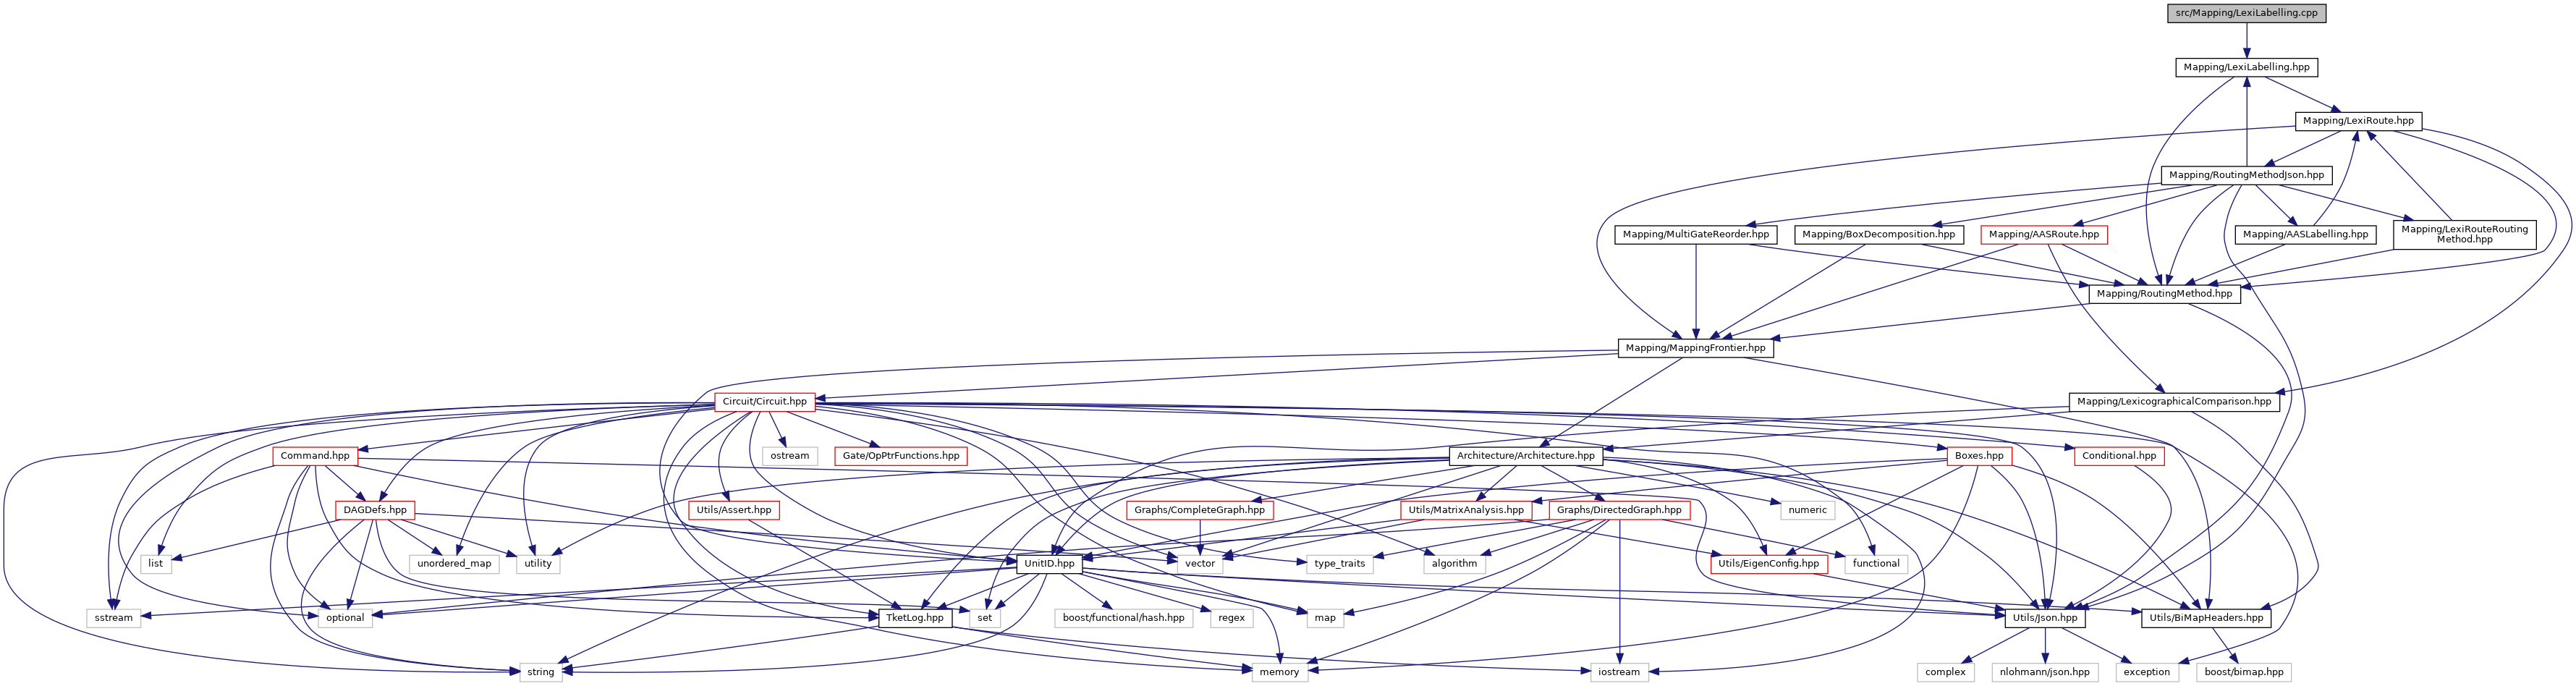 src/Mapping/LexiLabelling.cpp
Mapping/LexiLabelling.hpp
Mapping/LexiRoute.hpp
Mapping/RoutingMethodJson.hpp
Mapping/MultiGateReorder.hpp
Mapping/BoxDecomposition.hpp
Mapping/AASRoute.hpp
Mapping/AASLabelling.hpp
Mapping/LexiRouteRouting
Method.hpp
Mapping/RoutingMethod.hpp
Mapping/MappingFrontier.hpp
Circuit/Circuit.hpp
Mapping/LexicographicalComparison.hpp
Command.hpp
ostream
Gate/OpPtrFunctions.hpp
Architecture/Architecture.hpp
Boxes.hpp
Conditional.hpp
DAGDefs.hpp
Utils/Assert.hpp
Graphs/CompleteGraph.hpp
Utils/MatrixAnalysis.hpp
Graphs/DirectedGraph.hpp
numeric
list
unordered_map
utility
UnitID.hpp
vector
type_traits
algorithm
Utils/EigenConfig.hpp
functional
sstream
optional
TketLog.hpp
set
boost/functional/hash.hpp
regex
map
Utils/Json.hpp
Utils/BiMapHeaders.hpp
string
memory
iostream
complex
nlohmann/json.hpp
exception
boost/bimap.hpp